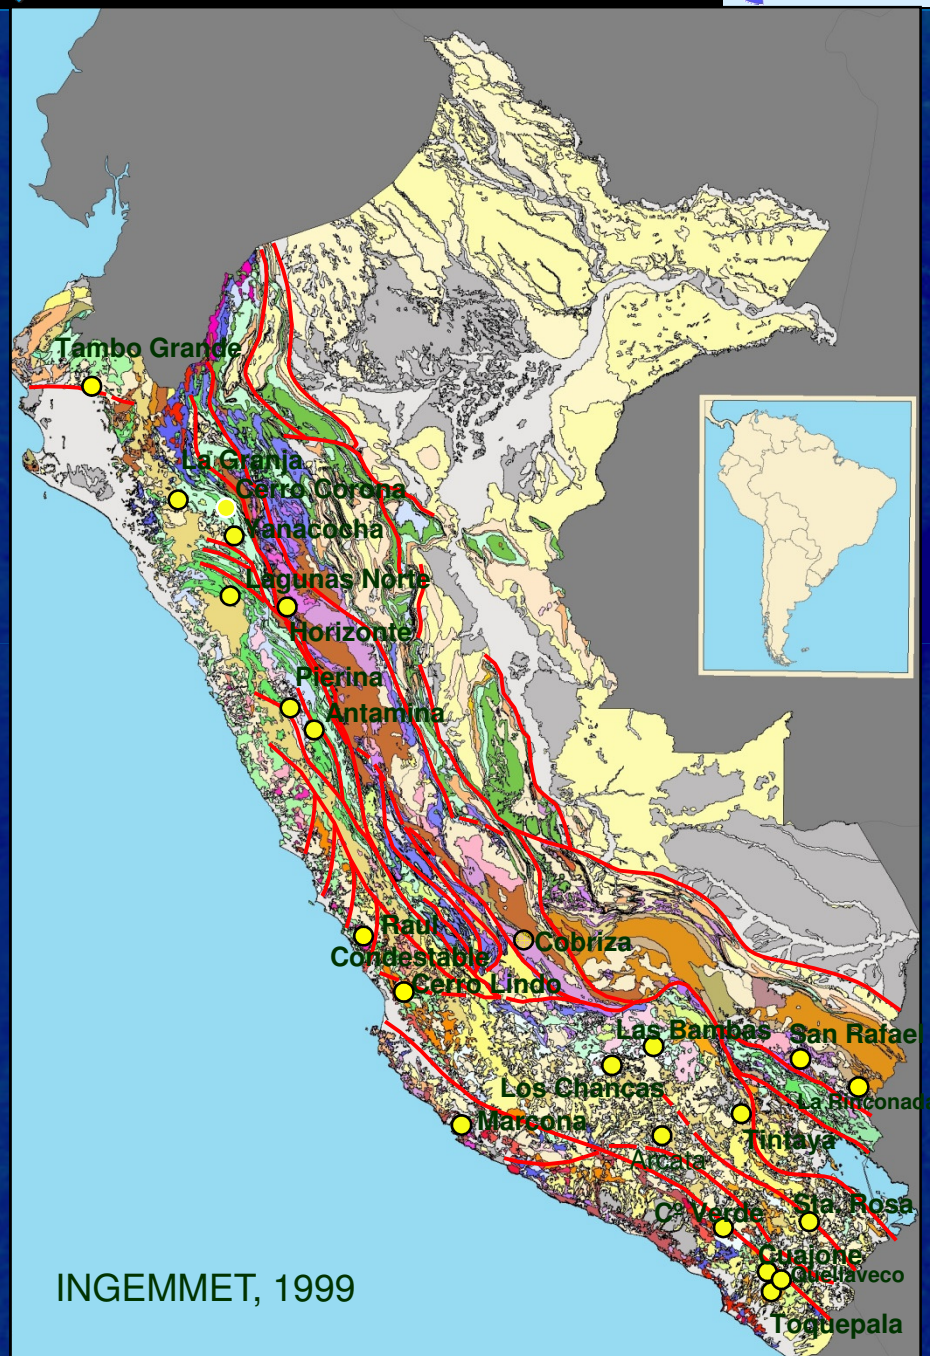 Tambo Grande
La Granja
Cerro Corona
Yanacocha
Lagunas Norte
Horizonte
Pierina
Antamina
Raul
Condestable
Cobriza
Cerro Lindo
Las Bambas
San Rafael
Los Chancas
La Rinconada
Marcona
Tintaya
Arcata
Cº Verde
Sta. Rosa
Cuajone
Quellaveco
INGEMMET, 1999
Toquepala